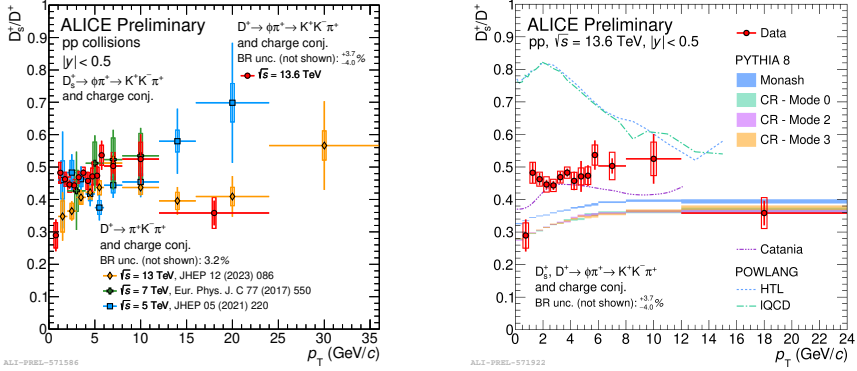 ALICE Preliminary
pp collisions
|y| < 0.5
D⁺ₛ → ϕπ⁺ → K⁺K⁻π⁺
and charge conj.
D⁺ → ϕπ⁺ → K⁺K⁻π⁺
and charge conj.
BR unc. (not shown): +3.7 −4.0 %
√s = 13.6 TeV
D⁺ → π⁺K⁻π⁺
and charge conj.
BR unc. (not shown): 3.2%
√s = 13 TeV, JHEP 12 (2023) 086
√s = 7 TeV, Eur. Phys. J. C 77 (2017) 550
√s = 5 TeV, JHEP 05 (2021) 220
D⁺ₛ/D⁺
1
0.9
0.8
0.7
0.6
0.5
0.4
0.3
0.2
0.1
0
0 5 10 15 20 25 30 35
p_T (GeV/c)
ALI-PREL-571586
ALICE Preliminary
pp, √s = 13.6 TeV, |y| < 0.5
Data
PYTHIA 8
Monash
CR - Mode 0
CR - Mode 2
CR - Mode 3
Catania
POWLANG
HTL
lQCD
D⁺ₛ, D⁺ → ϕπ⁺ → K⁺K⁻π⁺
and charge conj.
BR unc. (not shown): +3.7 −4.0 %
D⁺ₛ/D⁺
1
0.9
0.8
0.7
0.6
0.5
0.4
0.3
0.2
0.1
0
0 2 4 6 8 10 12 14 16 18 20 22 24
p_T (GeV/c)
ALI-PREL-571922